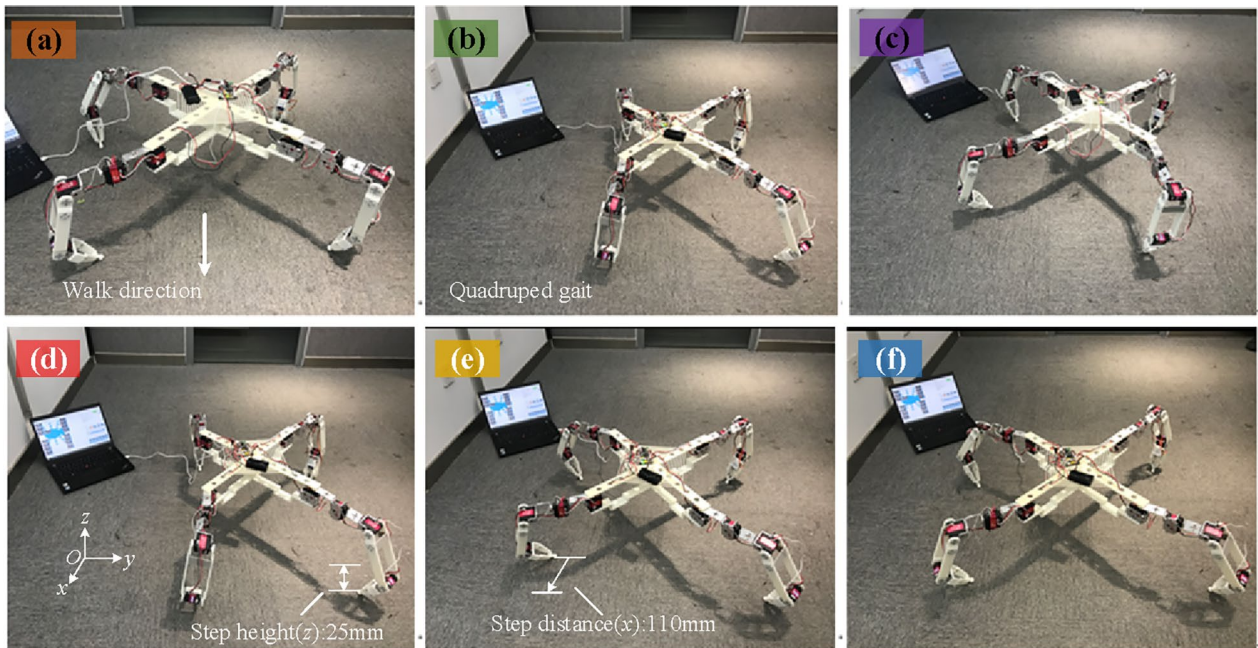 (a)
(b)
(c)
Walk direction
Quadruped gait
(d)
(e)
(f)
z
O
y
x
Step height(z):25mm
Step distance(x):110mm